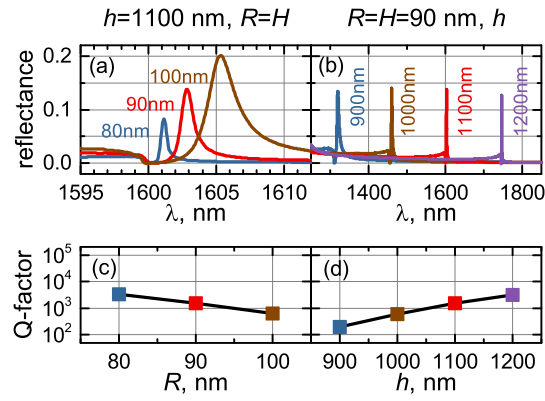 h=1100 nm, R=H
R=H=90 nm, h
reflectance
0.2
0.1
0.0
(a)
100nm
90nm
80nm
1595
1600
1605
1610
λ, nm
(b)
900nm
1000nm
1100nm
1200nm
1400
1600
1800
λ, nm
Q-factor
10⁵
10⁴
10³
10²
(c)
80
90
100
R, nm
(d)
900
1000
1100
1200
h, nm